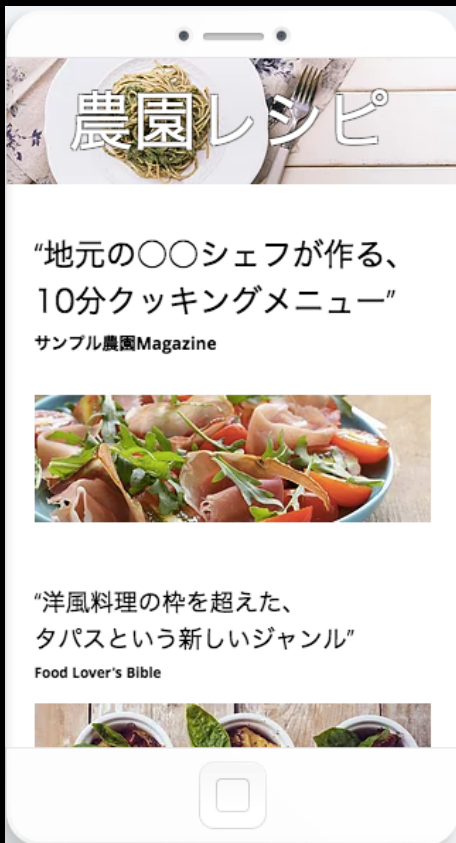 農園レシピ
“地元の○○シェフが作る、
10分クッキングメニュー”
サンプル農園Magazine
“洋風料理の枠を超えた、
タパスという新しいジャンル”
Food Lover's Bible